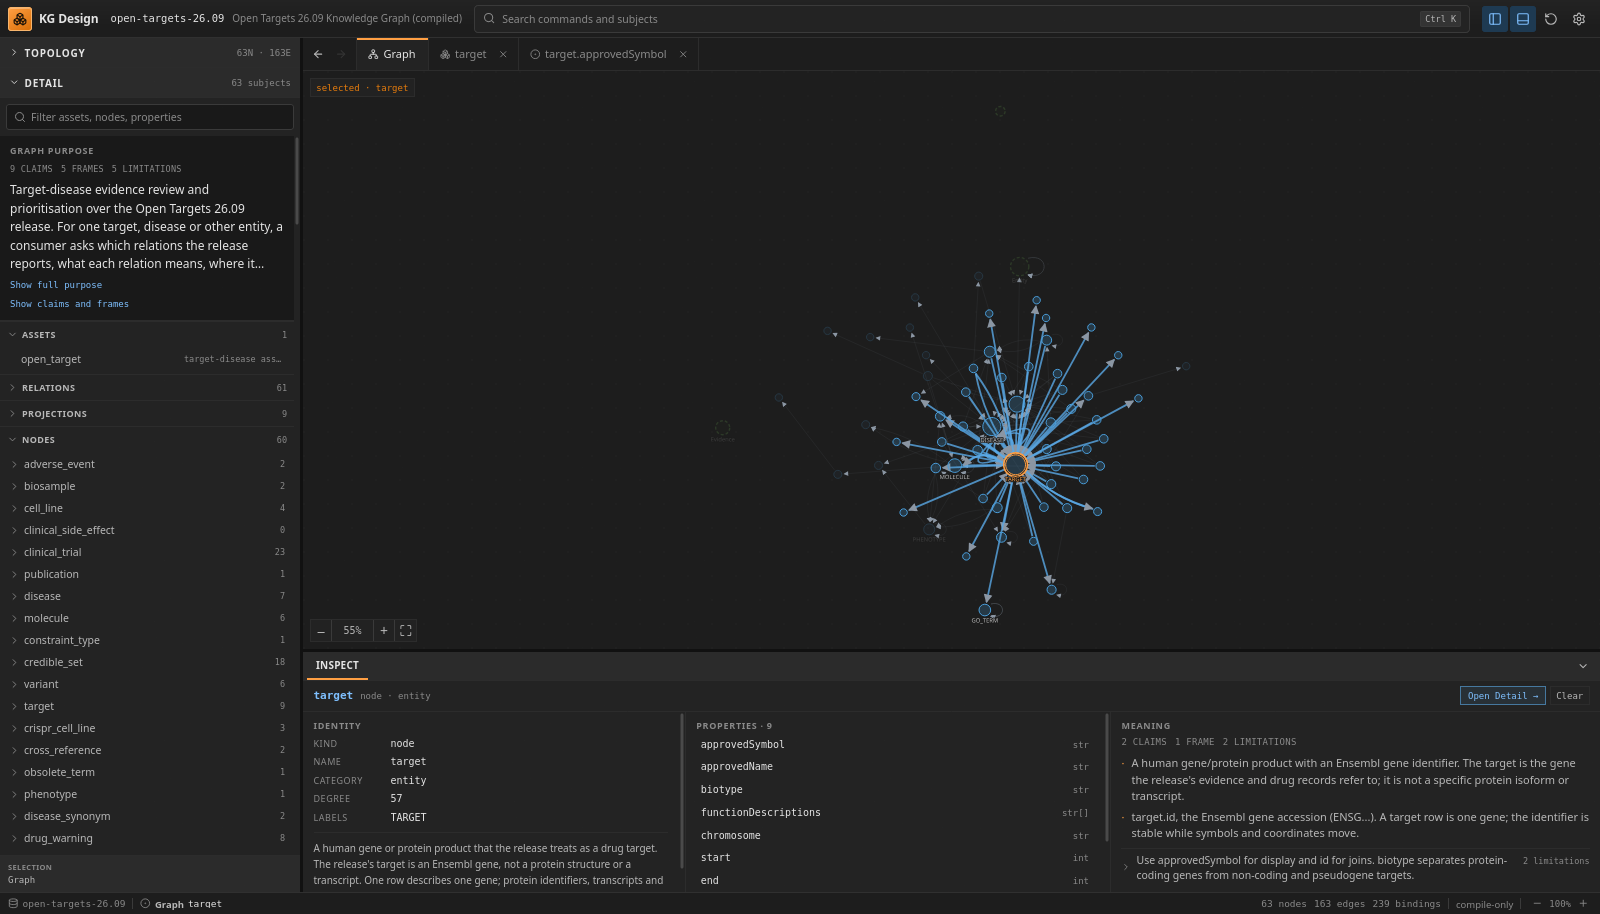 KG Design open-targets-26.09 Open Targets 26.09 Knowledge Graph (compiled) Search commands and subjects Ctrl K
TOPOLOGY 63N · 163E
DETAIL 63 subjects
Filter assets, nodes, properties
GRAPH PURPOSE
9 CLAIMS 5 FRAMES 5 LIMITATIONS
Target-disease evidence review and
prioritisation over the Open Targets 26.09
release. For one target, disease or other entity, a
consumer asks which relations the release
reports, what each relation means, where it...
Show full purpose
Show claims and frames
ASSETS 1
open_target target-disease ass...
RELATIONS 61
PROJECTIONS 9
NODES 60
adverse_event 2
biosample 2
cell_line 4
clinical_side_effect 0
clinical_trial 23
publication 1
disease 7
molecule 6
constraint_type 1
credible_set 18
variant 6
target 9
crispr_cell_line 3
cross_reference 2
obsolete_term 1
phenotype 1
disease_synonym 2
drug_warning 8
SELECTION
Graph
Graph target target.approvedSymbol
selected · target
Evidence
DISEASE
MOLECULE
TARGET
PHENOTYPE
GO_TERM
– 55% +
INSPECT
target node · entity Open Detail → Clear
IDENTITY
KIND node
NAME target
CATEGORY entity
DEGREE 57
LABELS TARGET
A human gene or protein product that the release treats as a drug target.
The release's target is an Ensembl gene, not a protein structure or a
transcript. One row describes one gene; protein identifiers, transcripts and
PROPERTIES · 9
approvedSymbol str
approvedName str
biotype str
functionDescriptions str[]
chromosome str
start int
end int
MEANING
2 CLAIMS 1 FRAME 2 LIMITATIONS
· A human gene/protein product with an Ensembl gene identifier. The target is the gene
the release's evidence and drug records refer to; it is not a specific protein isoform or
transcript.
· target.id, the Ensembl gene accession (ENSG...). A target row is one gene; the identifier is
stable while symbols and coordinates move.
Use approvedSymbol for display and id for joins. biotype separates protein- 2 limitations
coding genes from non-coding and pseudogene targets.
open-targets-26.09 Graph target 63 nodes 163 edges 239 bindings compile-only – 100% +